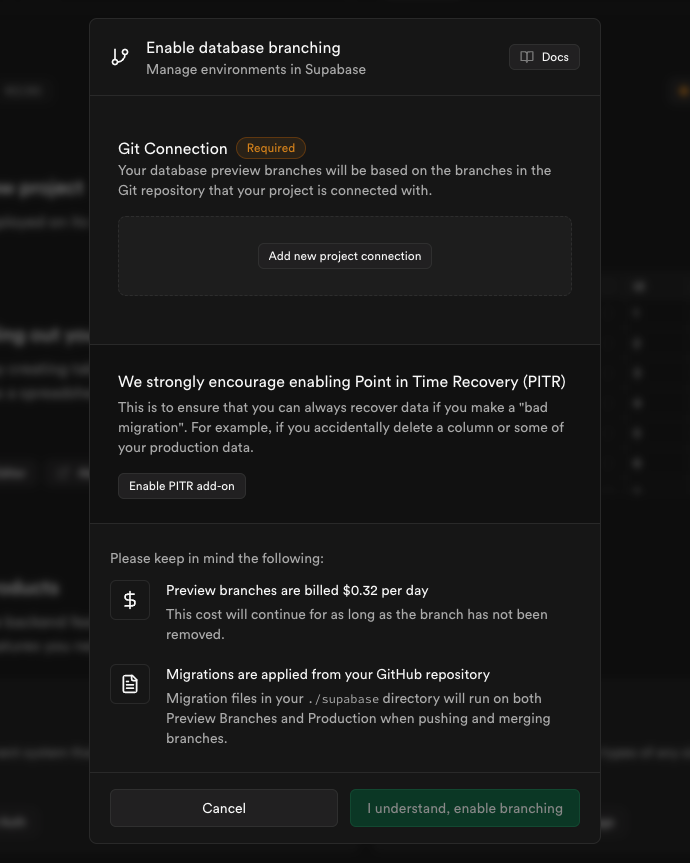 Enable database branching
Manage environments in Supabase
Docs
Git Connection Required
Your database preview branches will be based on the branches in the
Git repository that your project is connected with.
Add new project connection
We strongly encourage enabling Point in Time Recovery (PITR)
This is to ensure that you can always recover data if you make a "bad
migration". For example, if you accidentally delete a column or some of
your production data.
Enable PITR add-on
Please keep in mind the following:
Preview branches are billed $0.32 per day
This cost will continue for as long as the branch has not been
removed.
Migrations are applied from your GitHub repository
Migration files in your ./supabase directory will run on both
Preview Branches and Production when pushing and merging
branches.
Cancel
I understand, enable branching